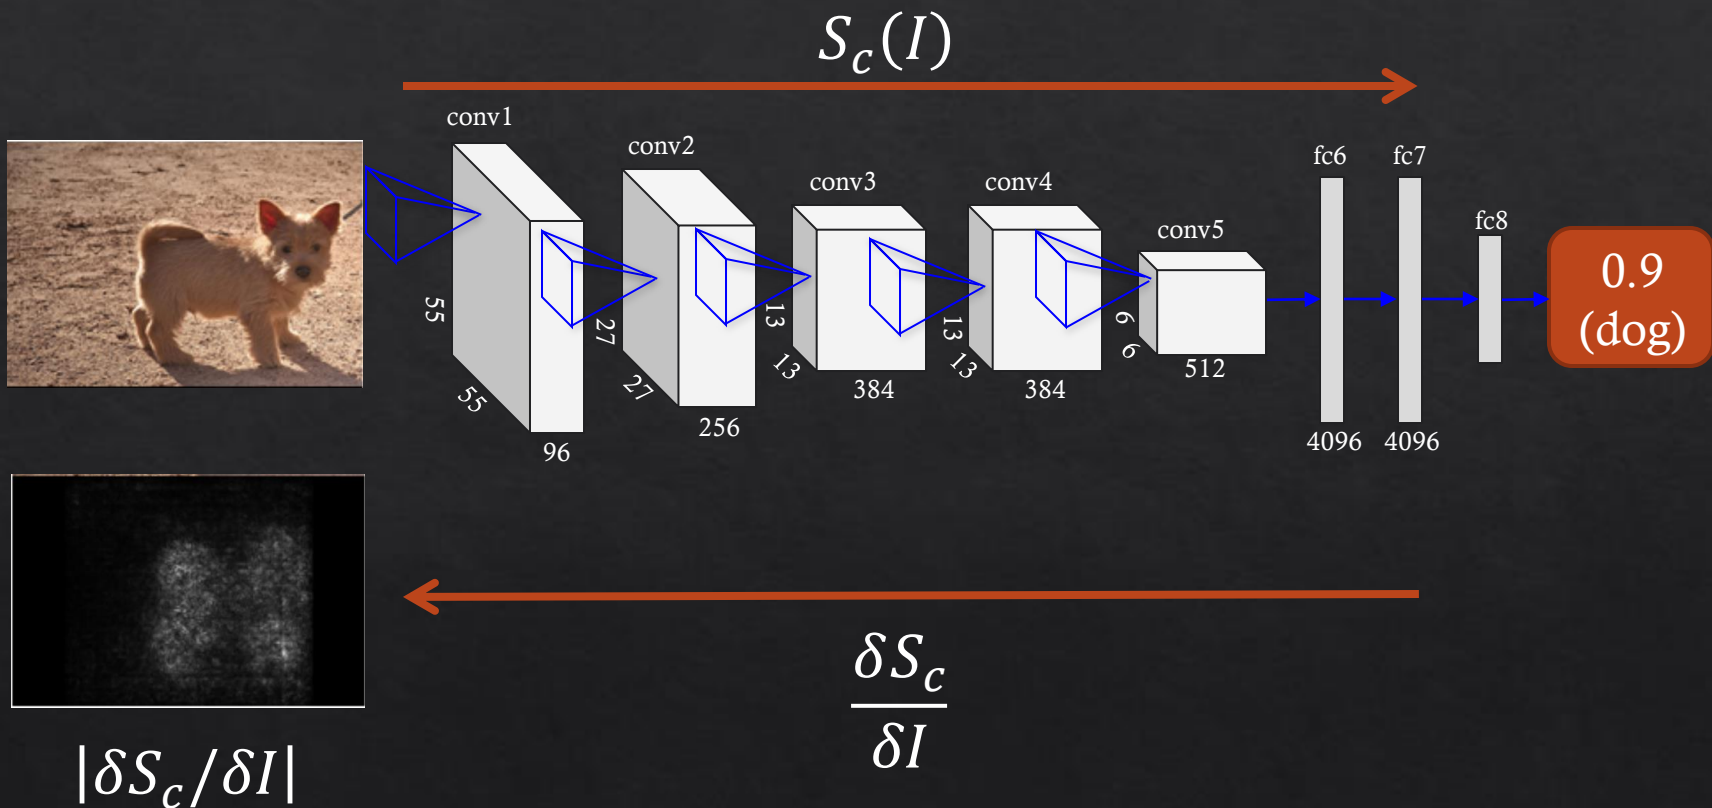 S_c(I)
conv1
conv2
conv3
conv4
conv5
fc6
fc7
fc8
55
55
96
27
27
256
13
13
384
13
13
384
6
6
512
4096
4096
0.9
(dog)
δS_c
δI
|δS_c/δI|